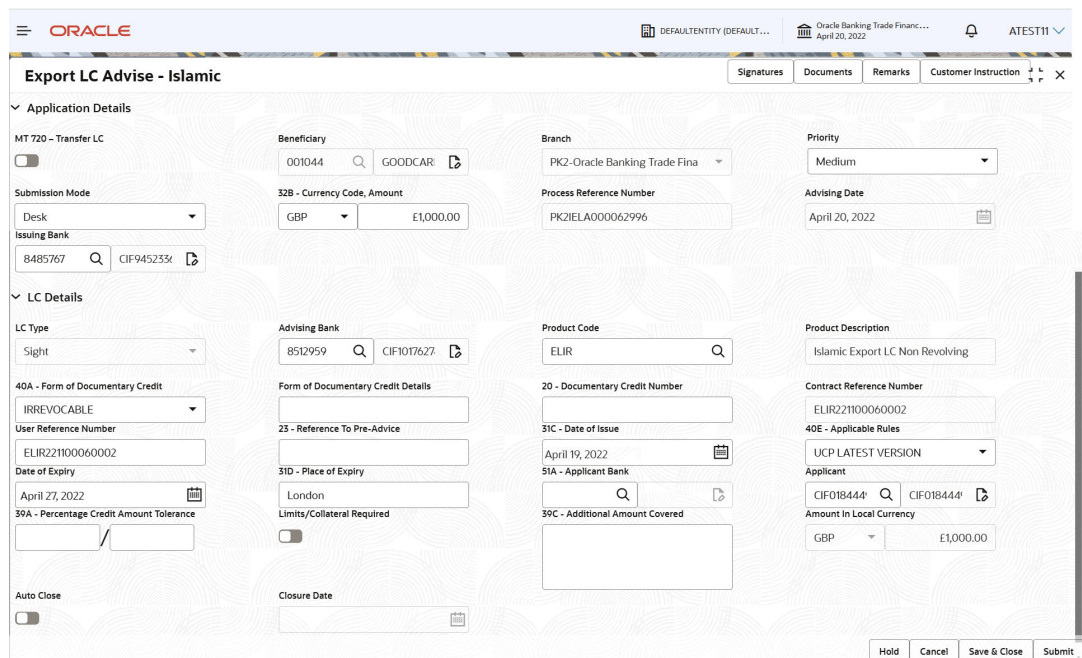 ORACLE
DEFAULTENTITY (DEFAULT...
Oracle Banking Trade Financ...
April 20, 2022
ATEST11
Export LC Advise - Islamic
Signatures
Documents
Remarks
Customer Instruction
Application Details
MT 720 – Transfer LC
Beneficiary
Branch
Priority
001044
GOODCAR
PK2-Oracle Banking Trade Fina
Medium
Submission Mode
32B - Currency Code, Amount
Process Reference Number
Advising Date
Desk
GBP
£1,000.00
PK2IELA000062996
April 20, 2022
Issuing Bank
8485767
CIF945233
LC Details
LC Type
Advising Bank
Product Code
Product Description
Sight
8512959
CIF1017627
ELIR
Islamic Export LC Non Revolving
40A - Form of Documentary Credit
Form of Documentary Credit Details
20 - Documentary Credit Number
Contract Reference Number
IRREVOCABLE
ELIR221100060002
User Reference Number
23 - Reference To Pre-Advice
31C - Date of Issue
40E - Applicable Rules
ELIR221100060002
April 19, 2022
UCP LATEST VERSION
Date of Expiry
31D - Place of Expiry
51A - Applicant Bank
Applicant
April 27, 2022
London
CIF018444
CIF018444
39A - Percentage Credit Amount Tolerance
Limits/Collateral Required
39C - Additional Amount Covered
Amount In Local Currency
/
GBP
£1,000.00
Auto Close
Closure Date
Hold
Cancel
Save & Close
Submit